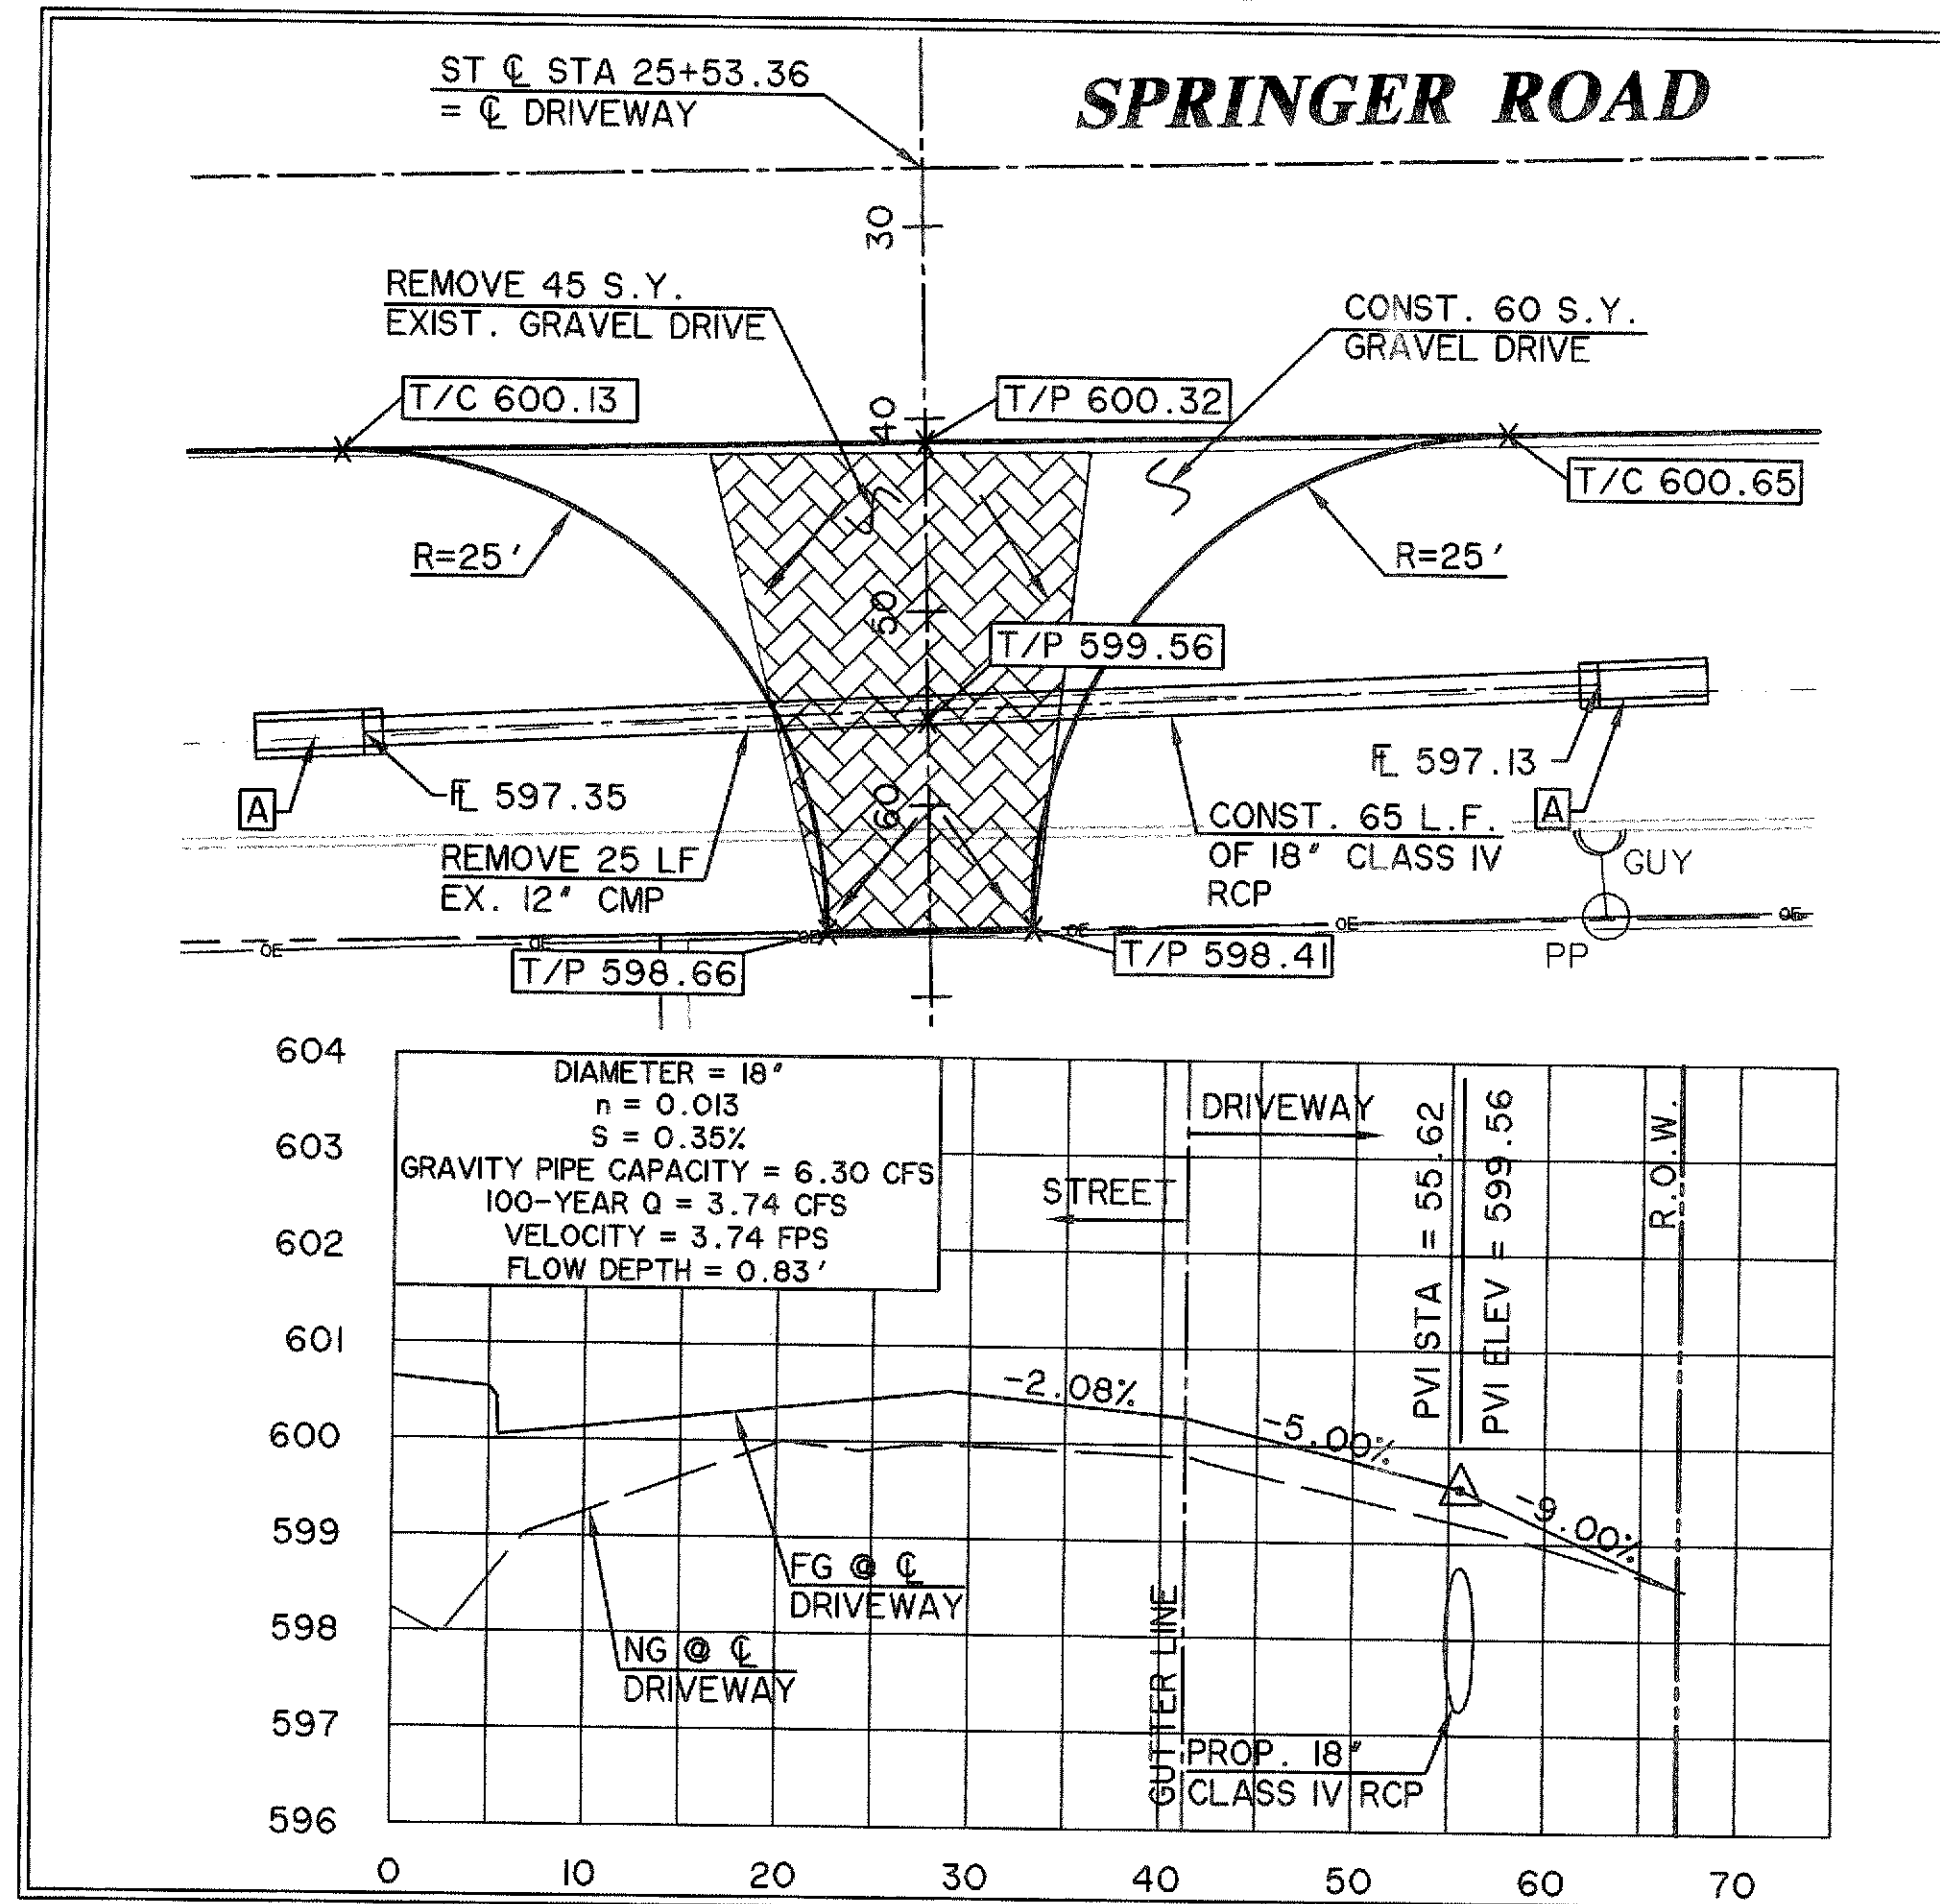 ST ℄ STA 25+53.36
= ℄ DRIVEWAY
SPRINGER ROAD
30
REMOVE 45 S.Y.
EXIST. GRAVEL DRIVE
CONST. 60 S.Y.
GRAVEL DRIVE
T/C 600.13
40
T/P 600.32
T/C 600.65
R=25'
R=25'
50
T/P 599.56
A
FL 597.35
FL 597.13
A
60
REMOVE 25 LF
EX. 12" CMP
CONST. 65 L.F.
OF 18" CLASS IV
RCP
GUY
PP
OE
OE
OE
OE
OE
OE
T/P 598.66
T/P 598.41
604
603
602
601
600
599
598
597
596
DIAMETER = 18"
n = 0.013
S = 0.35%
GRAVITY PIPE CAPACITY = 6.30 CFS
100-YEAR Q = 3.74 CFS
VELOCITY = 3.74 FPS
FLOW DEPTH = 0.83'
DRIVEWAY
STREET
PVI STA = 55.62
PVI ELEV = 599.56
R.O.W.
-2.08%
-5.00%
-9.00%
FG @ ℄
DRIVEWAY
NG @ ℄
DRIVEWAY
GUTTER LINE
PROP. 18"
CLASS IV RCP
0
10
20
30
40
50
60
70